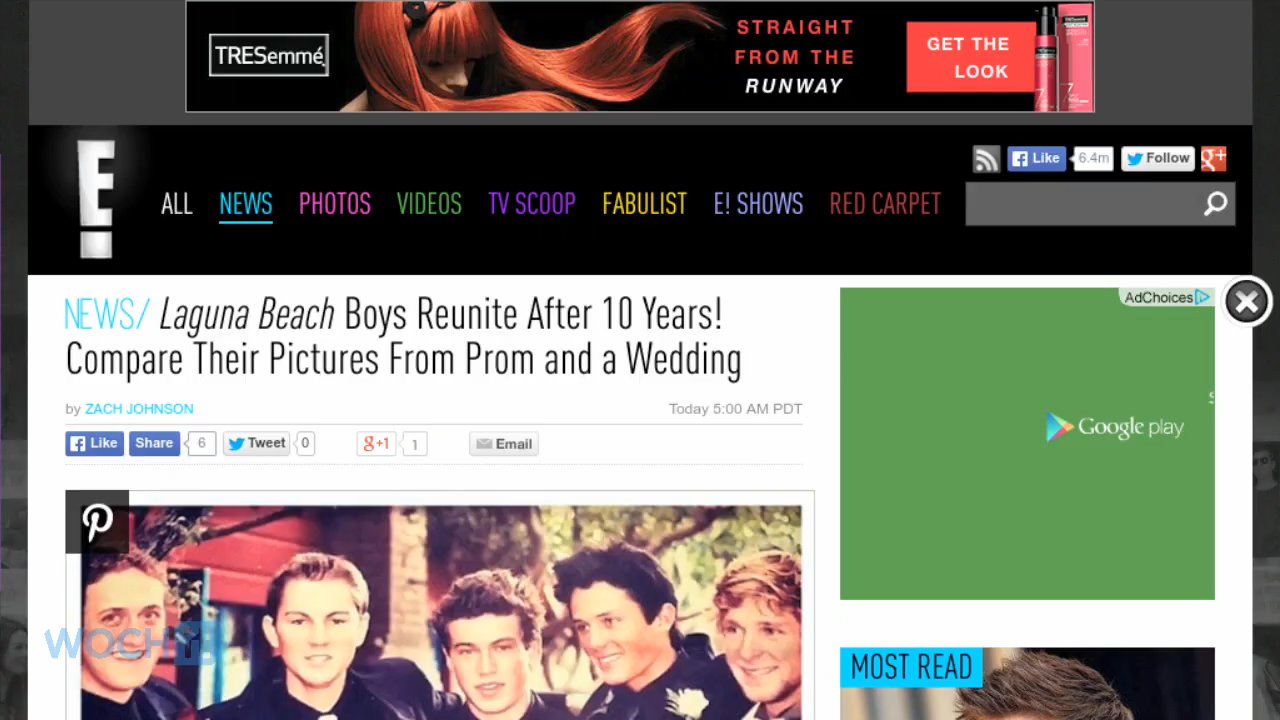 TRESemmé
STRAIGHT
FROM THE
RUNWAY
GET THE
LOOK
E!
ALL NEWS PHOTOS VIDEOS TV SCOOP FABULIST E! SHOWS RED CARPET
Like 6.4m Follow g+
NEWS/ Laguna Beach Boys Reunite After 10 Years!
Compare Their Pictures From Prom and a Wedding
by ZACH JOHNSON
Today 5:00 AM PDT
Like Share 6 Tweet 0 g+1 1 Email
AdChoices
Google play
WOCHIT
MOST READ